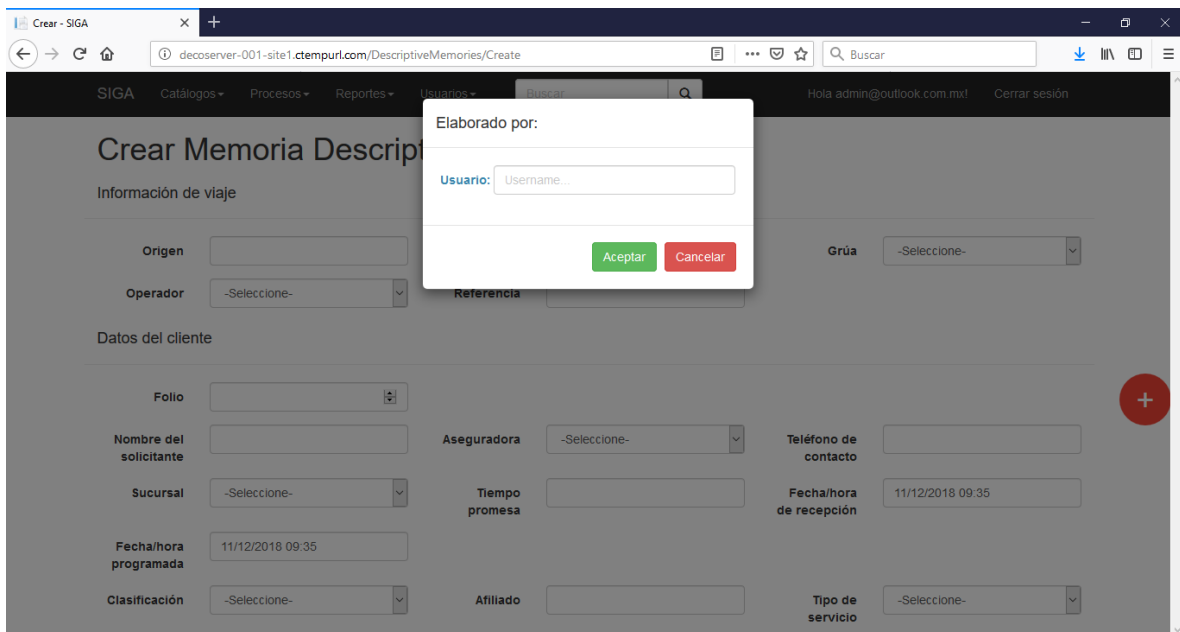 Crear - SIGA
decoserver-001-site1.ctempurl.com/DescriptiveMemories/Create
Buscar
SIGA Catálogos Procesos Reportes Usuarios Buscar Hola admin@outlook.com.mx! Cerrar sesión
Elaborado por:
Usuario: Username...
Aceptar Cancelar
Crear Memoria Descript
Información de viaje
Origen Grúa -Seleccione-
Operador -Seleccione- Referencia
Datos del cliente
Folio
Nombre del solicitante Aseguradora -Seleccione- Teléfono de contacto
Sucursal -Seleccione- Tiempo promesa Fecha/hora de recepción 11/12/2018 09:35
Fecha/hora programada 11/12/2018 09:35
Clasificación -Seleccione- Afiliado Tipo de servicio -Seleccione-